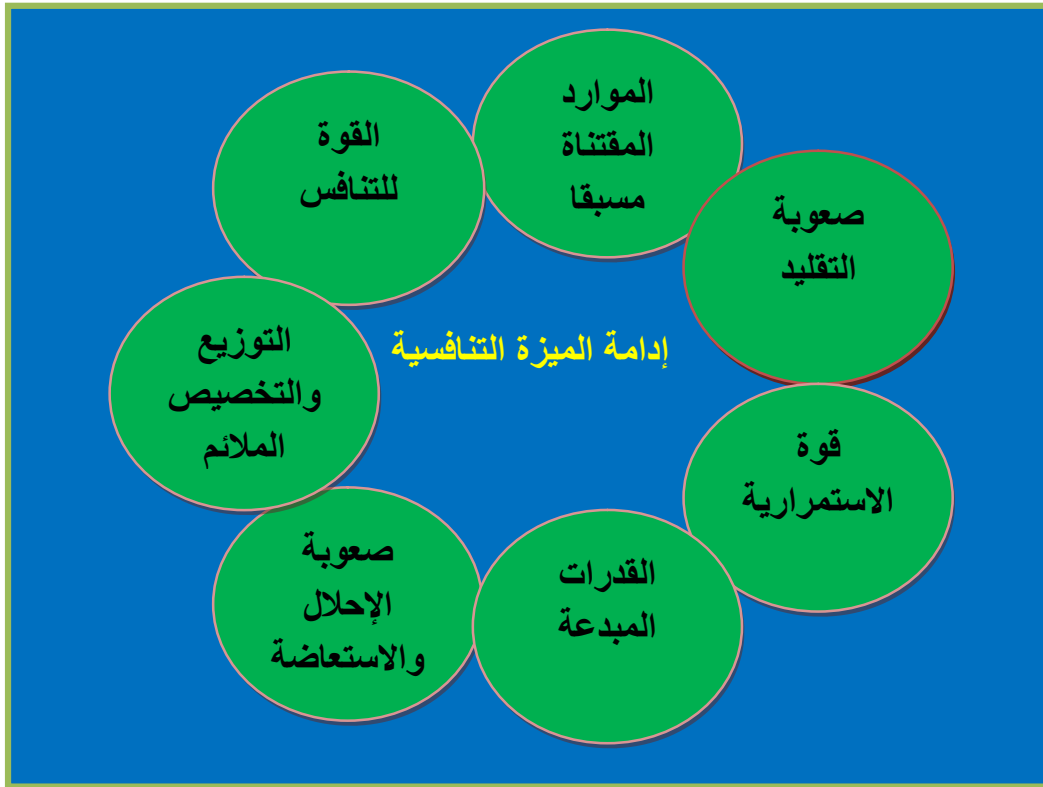 الموارد
المقتناة
مسبقا
القوة
للتنافس
صعوبة
التقليد
إدامة الميزة التنافسية
التوزيع
والتخصيص
الملائم
قوة
الاستمرارية
صعوبة
الإحلال
والاستعاضة
القدرات
المبدعة